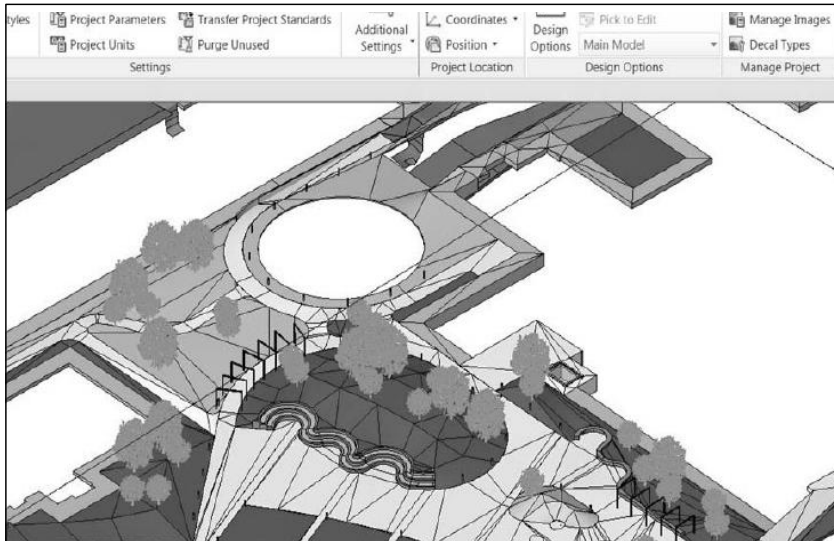 Project Parameters
Transfer Project Standards
Project Units
Purge Unused
Additional
Settings
Settings
Coordinates
Position
Project Location
Design
Options
Pick to Edit
Main Model
Design Options
Manage Images
Decal Types
Manage Project